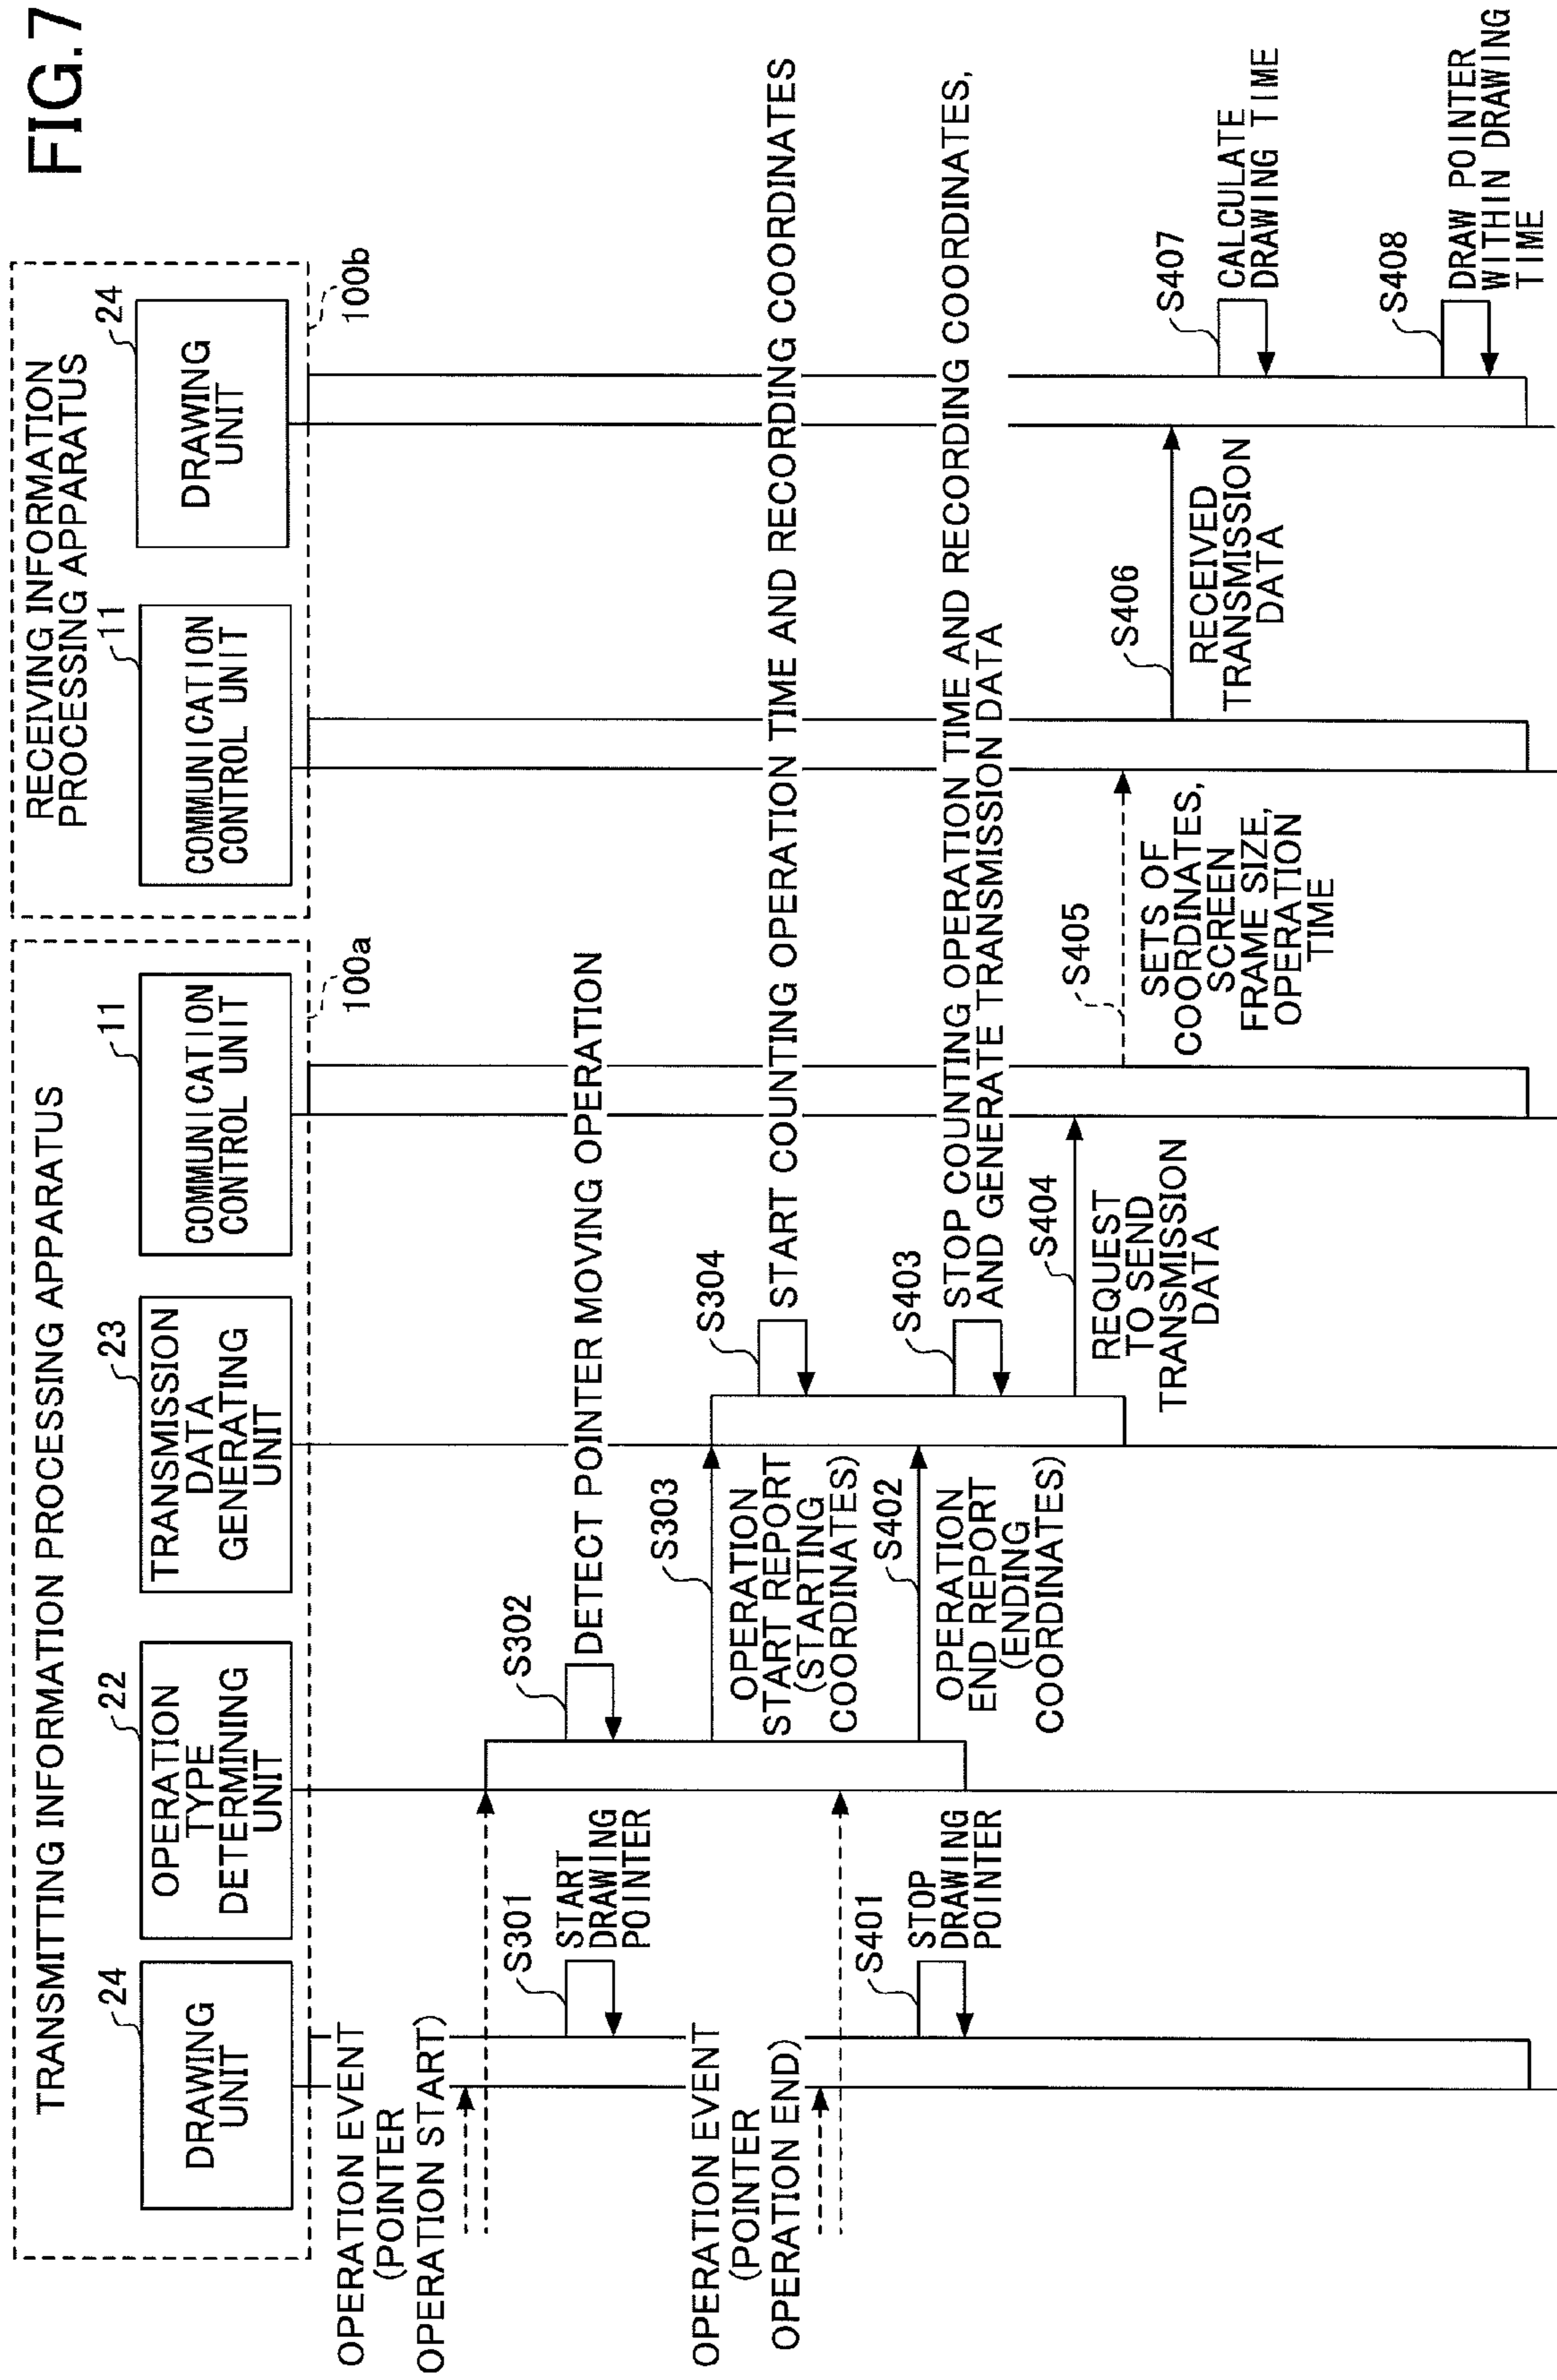 FIG.7
TRANSMITTING INFORMATION PROCESSING APPARATUS
RECEIVING INFORMATION
PROCESSING APPARATUS
24
DRAWING
UNIT
22
OPERATION
TYPE
DETERMINING
UNIT
23
TRANSMISSION
DATA
GENERATING
UNIT
11
COMMUNICATION
CONTROL UNIT
100a
11
COMMUNICATION
CONTROL UNIT
24
DRAWING
UNIT
100b
OPERATION EVENT
(POINTER
OPERATION START)
S301
START
DRAWING
POINTER
S302
DETECT POINTER MOVING OPERATION
S303
OPERATION
START REPORT
(STARTING
COORDINATES)
S304
START COUNTING OPERATION TIME AND RECORDING COORDINATES
OPERATION EVENT
(POINTER
OPERATION END)
S401
STOP
DRAWING
POINTER
S402
OPERATION
END REPORT
(ENDING
COORDINATES)
S403
STOP COUNTING OPERATION TIME AND RECORDING COORDINATES,
AND GENERATE TRANSMISSION DATA
S404
REQUEST
TO SEND
TRANSMISSION
DATA
S405
SETS OF
COORDINATES,
SCREEN
FRAME SIZE,
OPERATION
TIME
S406
RECEIVED
TRANSMISSION
DATA
S407
CALCULATE
DRAWING TIME
S408
DRAW POINTER
WITHIN DRAWING
TIME